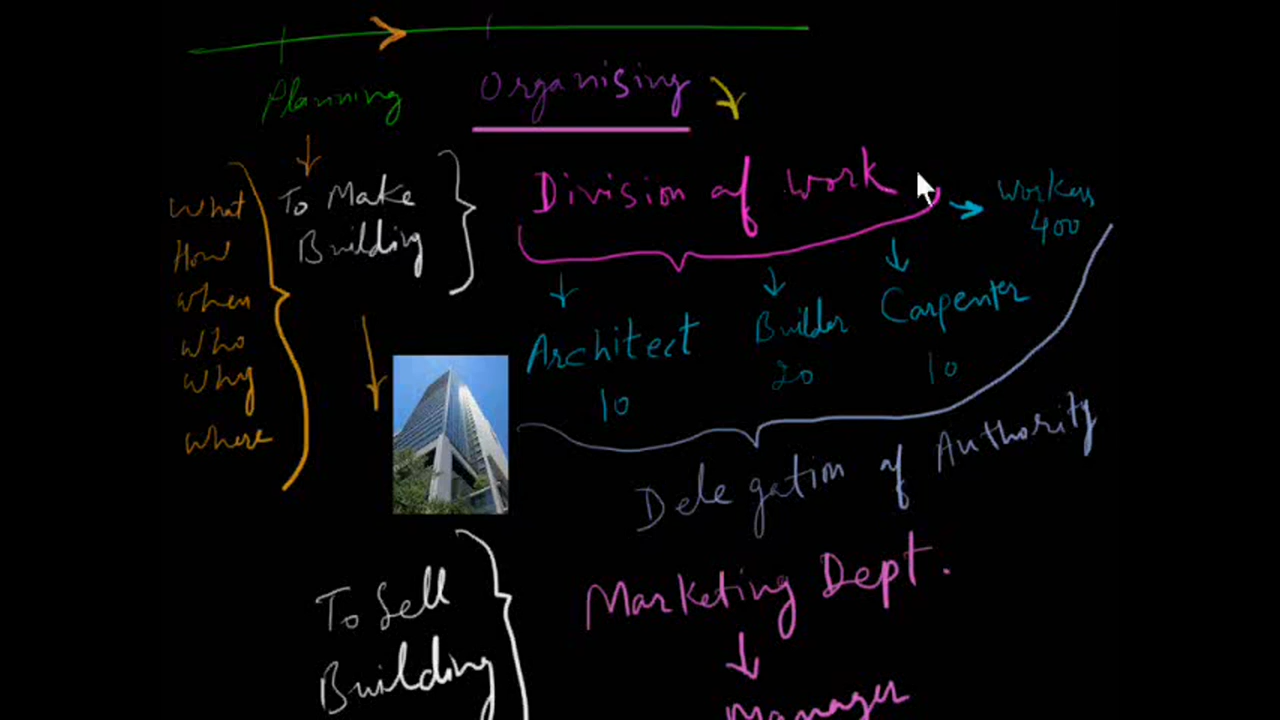 Planning
Organising
What
How
When
Who
Why
Where
To Make
Building
Division of work
workers
400
Architect
10
Builder
20
Carpenter
10
Delegation of Authority
To Sell
Building
Marketing Dept.
Manager